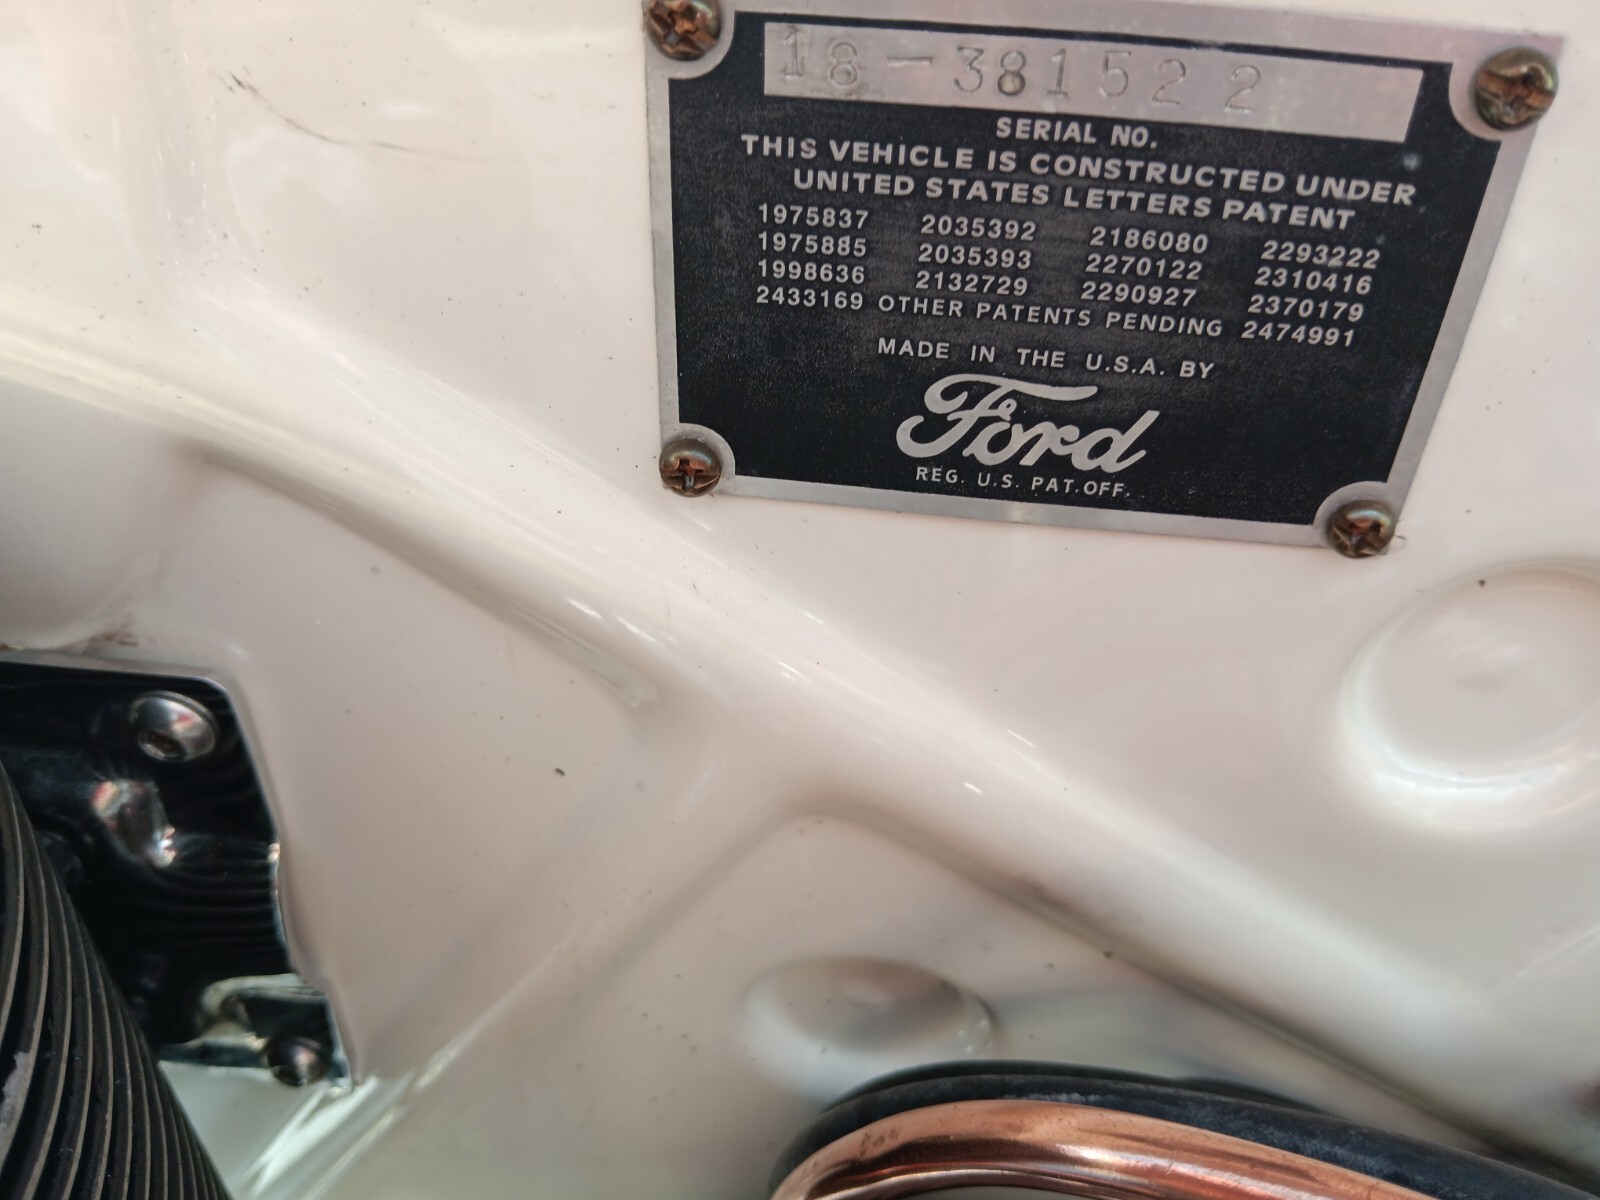 18-381522
SERIAL NO.
THIS VEHICLE IS CONSTRUCTED UNDER
UNITED STATES LETTERS PATENT
1975837 2035392 2186080 2293222
1975885 2035393 2270122 2310416
1998636 2132729 2290927 2370179
2433169 OTHER PATENTS PENDING 2474991
MADE IN THE U.S.A. BY
Ford
REG. U.S. PAT.OFF.